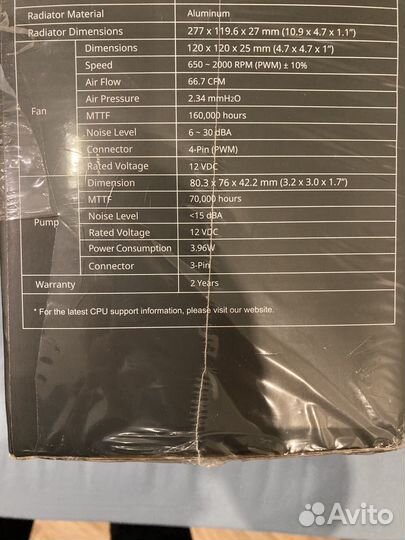 Radiator Material Aluminum
Radiator Dimensions 277 x 119.6 x 27 mm (10.9 x 4.7 x 1.1")
Fan
Dimensions 120 x 120 x 25 mm (4.7 x 4.7 x 1")
Speed 650 ~ 2000 RPM (PWM) ± 10%
Air Flow 66.7 CFM
Air Pressure 2.34 mmH2O
MTTF 160,000 hours
Noise Level 6 ~ 30 dBA
Connector 4-Pin (PWM)
Rated Voltage 12 VDC
Pump
Dimension 80.3 x 76 x 42.2 mm (3.2 x 3.0 x 1.7")
MTTF 70,000 hours
Noise Level <15 dBA
Rated Voltage 12 VDC
Power Consumption 3.96W
Connector 3-Pin
Warranty 2 Years
* For the latest CPU support information, please visit our website.
Avito